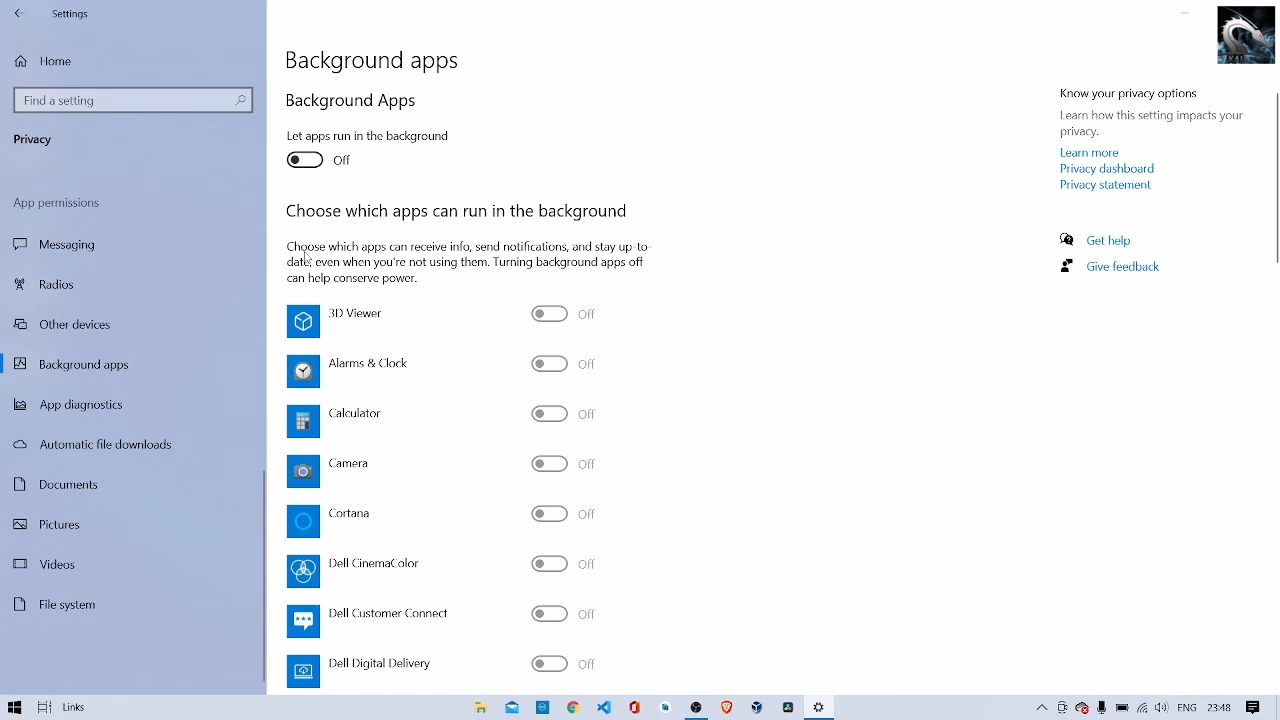 Settings
Home
Find a setting
Privacy
App permissions
Messaging
Radios
Other devices
Background apps
App diagnostics
Automatic file downloads
Documents
Pictures
Videos
File system
Background apps
Background Apps
Let apps run in the background
Off
Choose which apps can run in the background
Choose which apps can receive info, send notifications, and stay up-to-
date, even when you're not using them. Turning background apps off
can help conserve power.
3D Viewer Off
Alarms & Clock Off
Calculator Off
Camera Off
Cortana Off
Dell CinemaColor Off
Dell Customer Connect Off
Dell Digital Delivery Off
Know your privacy options
Learn how this setting impacts your
privacy.
Learn more
Privacy dashboard
Privacy statement
Get help
Give feedback
Links
ENG 23:48